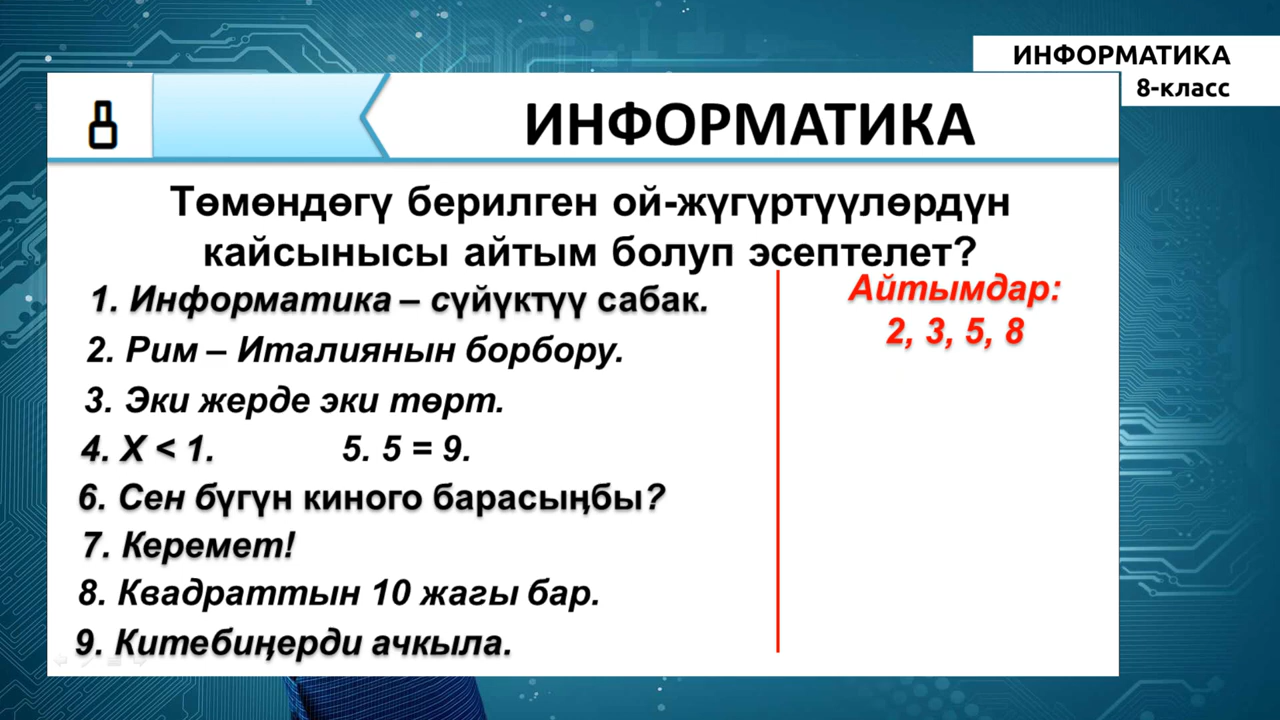 ИНФОРМАТИКА
8-класс
8
ИНФОРМАТИКА
Төмөндөгү берилген ой-жүгүртүүлөрдүн
кайсынысы айтым болуп эсептелет?
Айтымдар:
2, 3, 5, 8
1. Информатика – сүйүктүү сабак.
2. Рим – Италиянын борбору.
3. Эки жерде эки төрт.
4. X < 1. 5. 5 = 9.
6. Сен бүгүн киного барасыңбы?
7. Керемет!
8. Квадраттын 10 жагы бар.
9. Китебиңерди ачкыла.